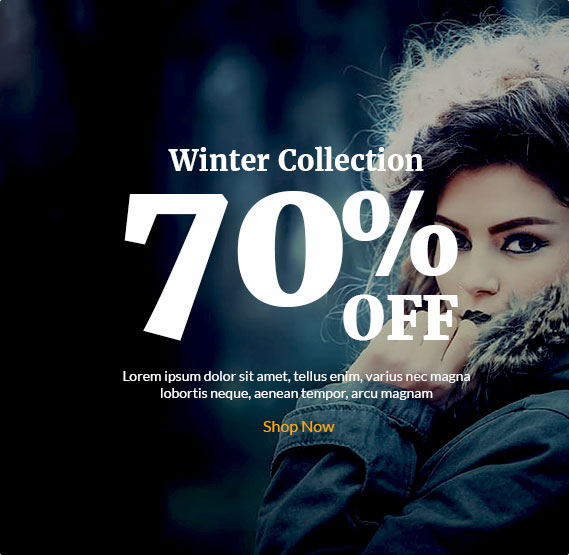 Winter Collection
70%
OFF
Lorem ipsum dolor sit amet, tellus enim, varius nec magna
lobortis neque, aenean tempor, arcu magnam
Shop Now